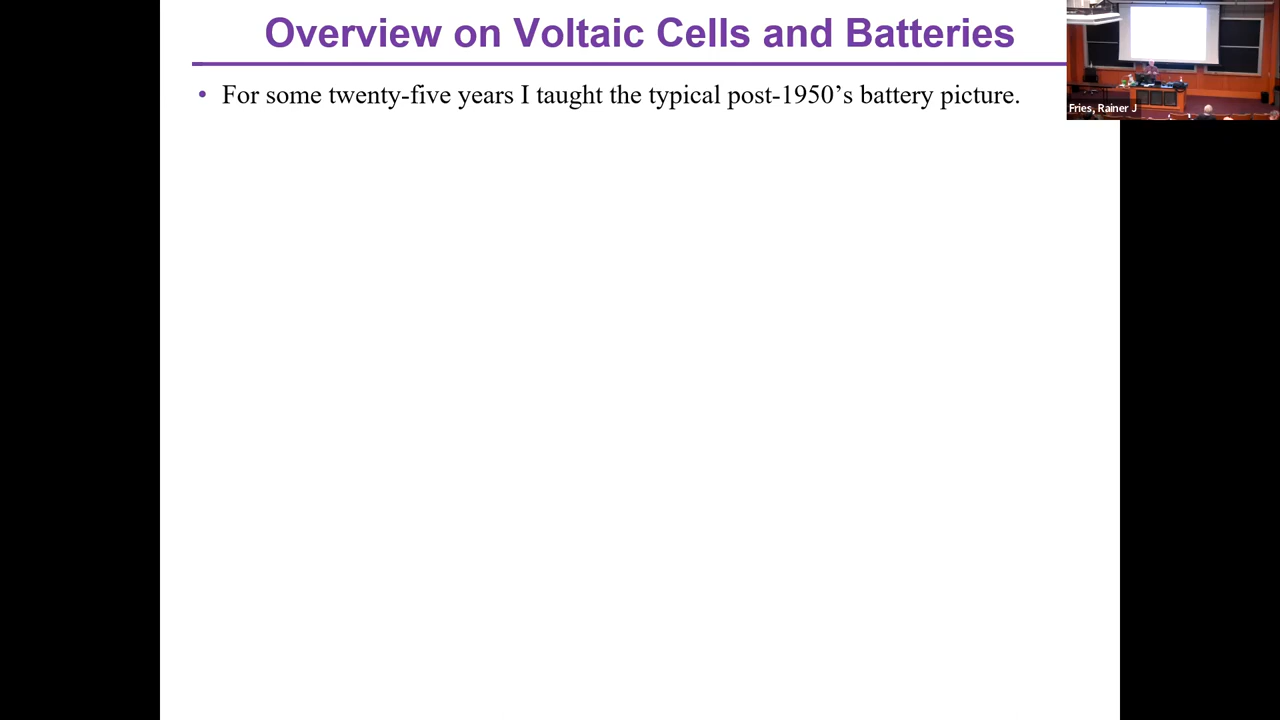 Overview on Voltaic Cells and Batteries
• For some twenty-five years I taught the typical post-1950’s battery picture.
Fries, Rainer J